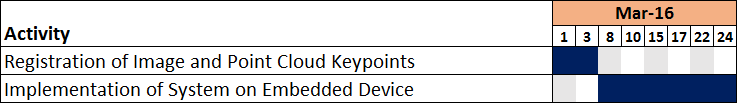 Mar-16
Activity
1 3 8 10 15 17 22 24
Registration of Image and Point Cloud Keypoints
Implementation of System on Embedded Device